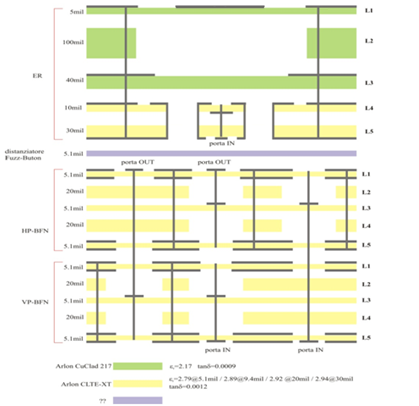 5mil L1
100mil L2
ER
40mil L3
10mil L4
30mil L5
porta IN
distanziatore
Fuzz-Buton
5.1mil
porta OUT porta OUT
5.1mil L1
20mil L2
5.1mil L3
HP-BFN
20mil L4
5.1mil L5
5.1mil L1
20mil L2
VP-BFN
5.1mil L3
20mil L4
5.1mil L5
porta IN porta IN
Arlon CuClad 217 εr=2.17 tanδ=0.0009
Arlon CLTE-XT εr=2.79@5.1mil / 2.89@9.4mil / 2.92 @20mil / 2.94@30mil
tanδ=0.0012
??